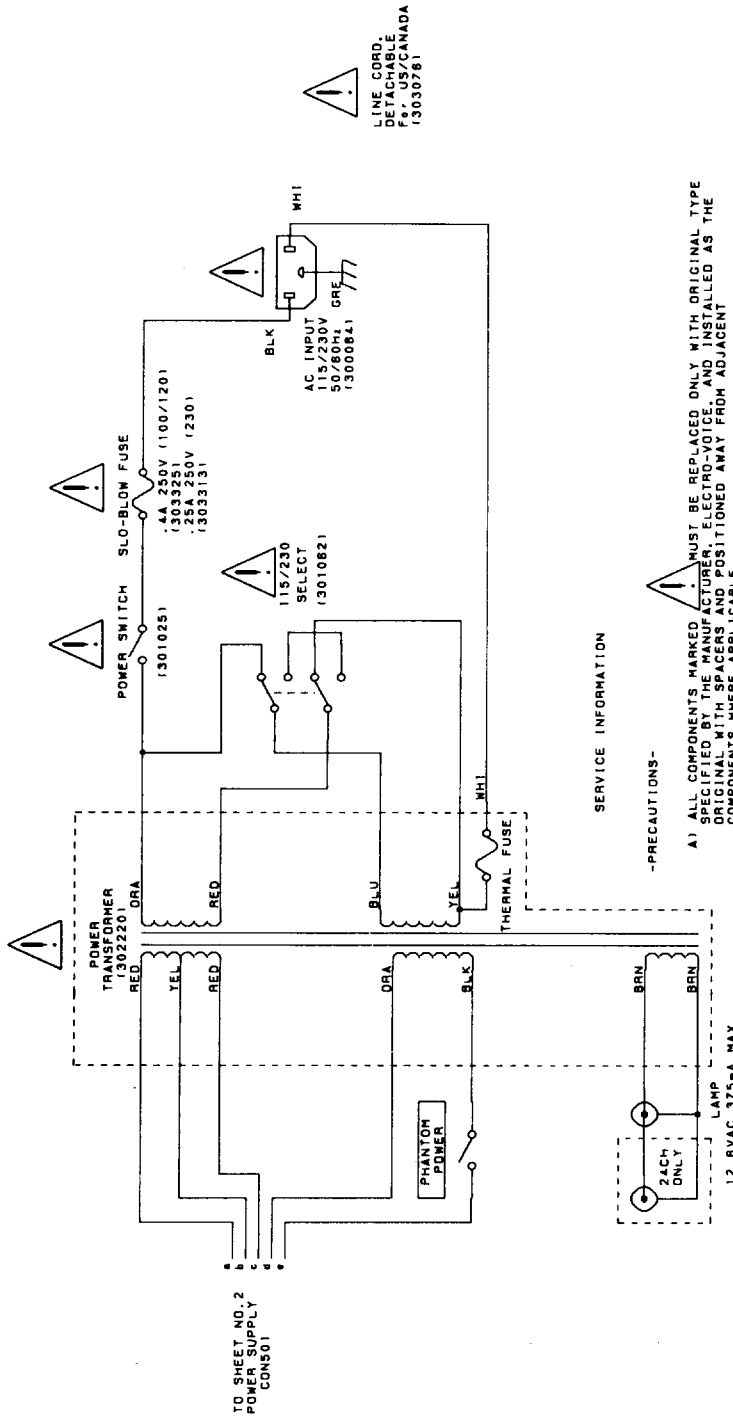 LINE CORD,
DETACHABLE
For US/CANADA
(303076)
WHI
BLK
GRE
AC INPUT
115/230V
50/60Hz
(300084)
SLO-BLOW FUSE
.4A 250V (100/120)
(303325)
.25A 250V (230)
(303313)
POWER SWITCH
(301025)
115/230
SELECT
(301082)
POWER
TRANSFORMER
(302220)
RED
ORA
YEL
RED
RED
BLU
ORA
YEL
BLK
WHI
THERMAL FUSE
BRN
BRN
TO SHEET NO.2
POWER SUPPLY
CON501
a
b
c
d
e
PHANTOM
POWER
24CH
ONLY
LAMP
12.8VAC 375mA MAX
SERVICE INFORMATION
-PRECAUTIONS-
A) ALL COMPONENTS MARKED MUST BE REPLACED ONLY WITH ORIGINAL TYPE
SPECIFIED BY THE MANUFACTURER, ELECTRO-VOICE, AND INSTALLED AS THE
ORIGINAL WITH SPACERS AND POSITIONED AWAY FROM ADJACENT
COMPONENTS WHERE APPLICABLE